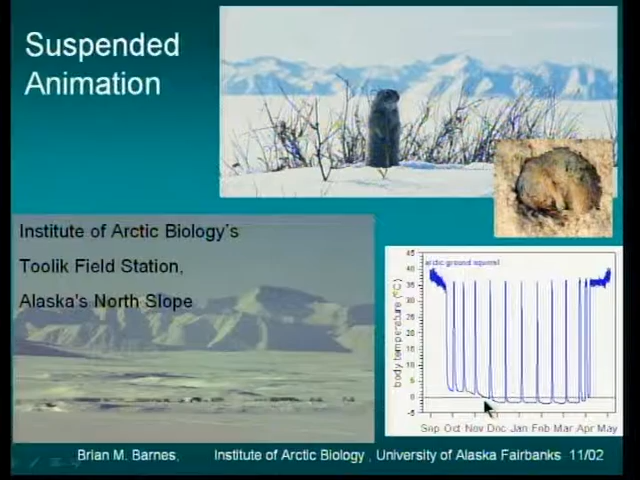 Suspended
Animation
Institute of Arctic Biology's
Toolik Field Station,
Alaska's North Slope
arctic ground squirrel
body temperature (°C)
45
40
35
30
25
20
15
10
5
0
-5
Sep Oct Nov Dec Jan Feb Mar Apr May
Brian M. Barnes, Institute of Arctic Biology, University of Alaska Fairbanks 11/02